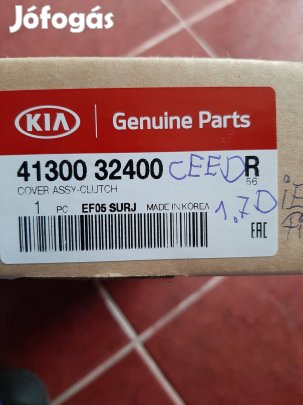 Jófogás
KIA Genuine Parts
41300 32400 CEED R
COVER ASSY-CLUTCH 56
1 PC EF05 SURJ MADE IN KOREA 1.7D
EAC